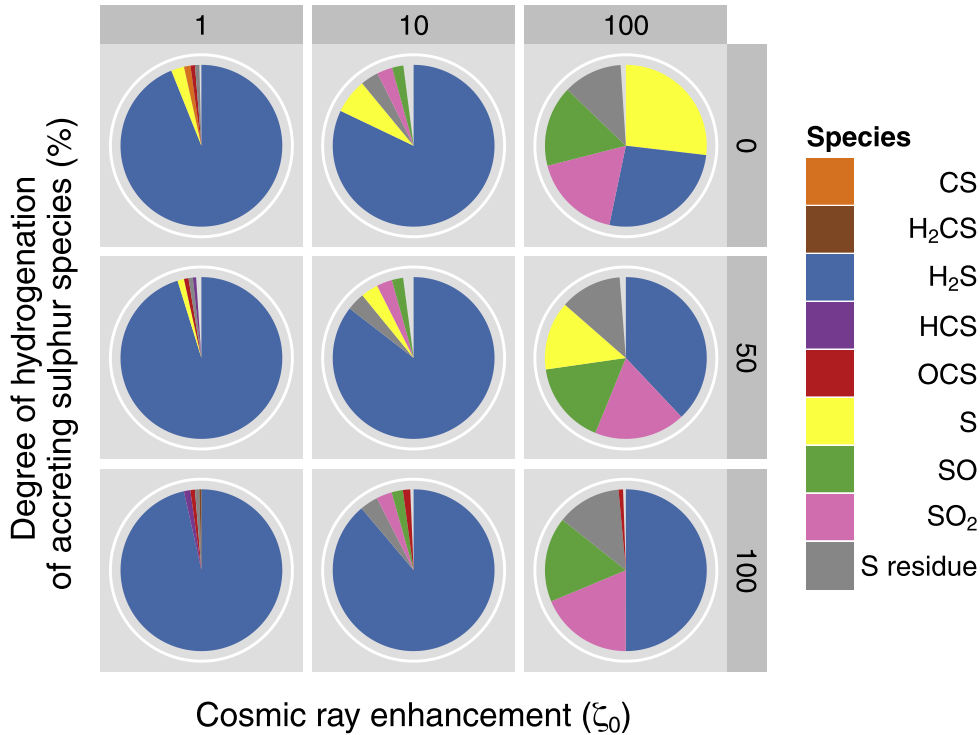 1
10
100
0
50
100
Degree of hydrogenation
of accreting sulphur species (%)
Cosmic ray enhancement (ζ₀)
Species
CS
H₂CS
H₂S
HCS
OCS
S
SO
SO₂
S residue